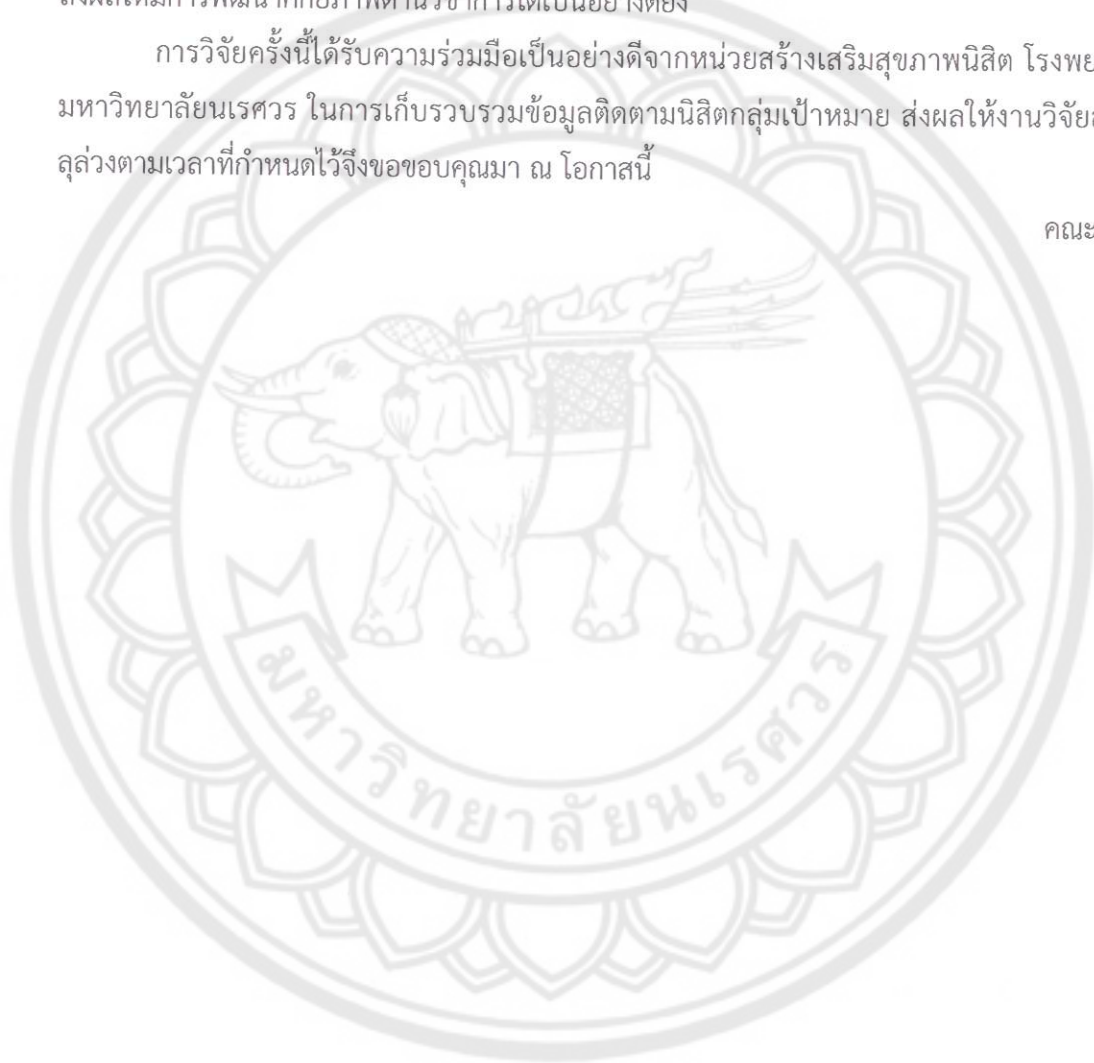 การวิจัยครั้งนี้ได้รับความร่วมมือเป็นอย่างดีจากหน่วยสร้างเสริมสุขภาพนิสิต โรงพย
มหาวิทยาลัยนเรศวร ในการเก็บรวบรวมข้อมูลติดตามนิสิตกลุ่มเป้าหมาย ส่งผลให้งานวิจัย
ลุล่วงตามเวลาที่กำหนดไว้จึงขอขอบคุณมา ณ โอกาสนี้
คณะ
มหาวิทยาลัยนเรศวร